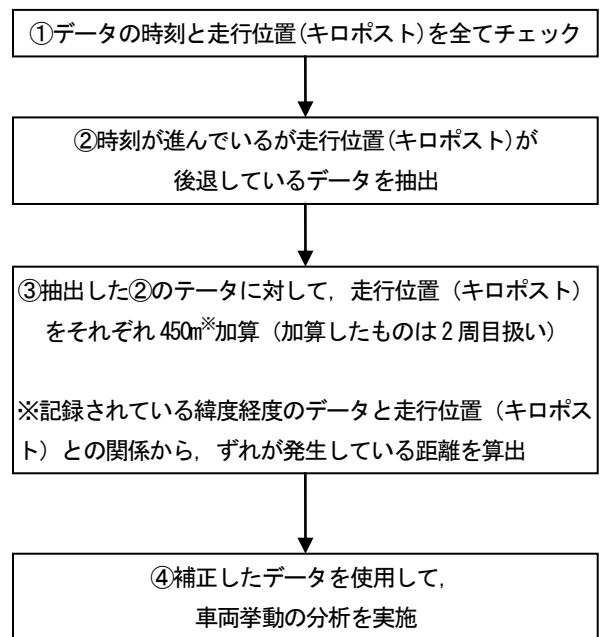 ①データの時刻と走行位置(キロポスト)を全てチェック
②時刻が進んでいるが走行位置(キロポスト)が
後退しているデータを抽出
③抽出した②のテータに対して，走行位置（キロポスト）
をそれぞれ 450m※加算（加算したものは 2 周目扱い）
※記録されている緯度経度のデータと走行位置（キロポス
ト）との関係から，ずれが発生している距離を算出
④補正したデータを使用して，
車両挙動の分析を実施